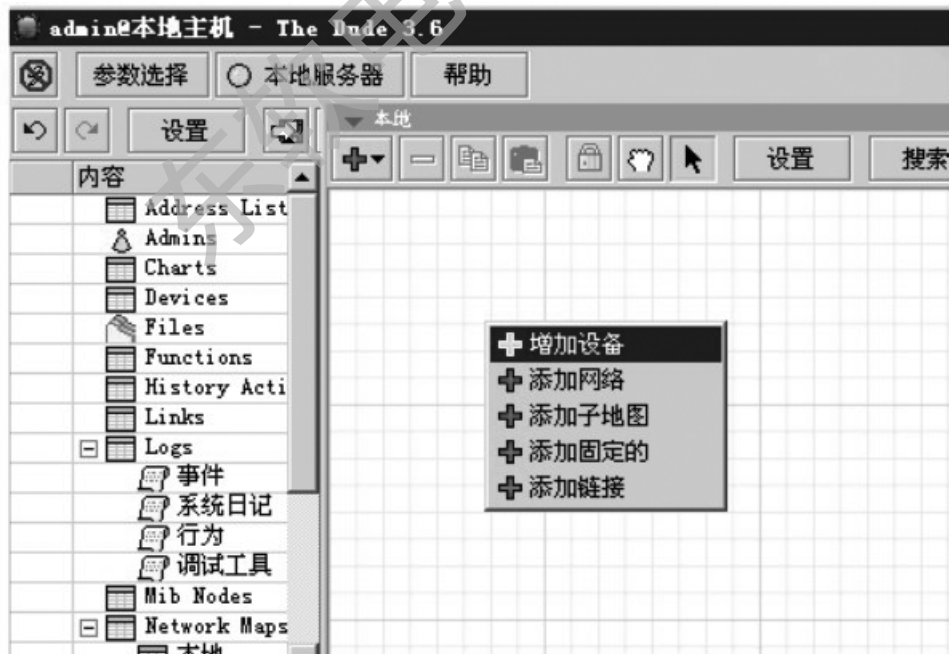 admin@本地主机 - The Dude 3.6
参数选择 本地服务器 帮助
设置
本地
设置 搜索
内容
Address List
Admins
Charts
Devices
Files
Functions
History Acti
Links
Logs
事件
系统日记
行为
调试工具
Mib Nodes
Network Maps
本地
增加设备
添加网络
添加子地图
添加固定的
添加链接
东软电